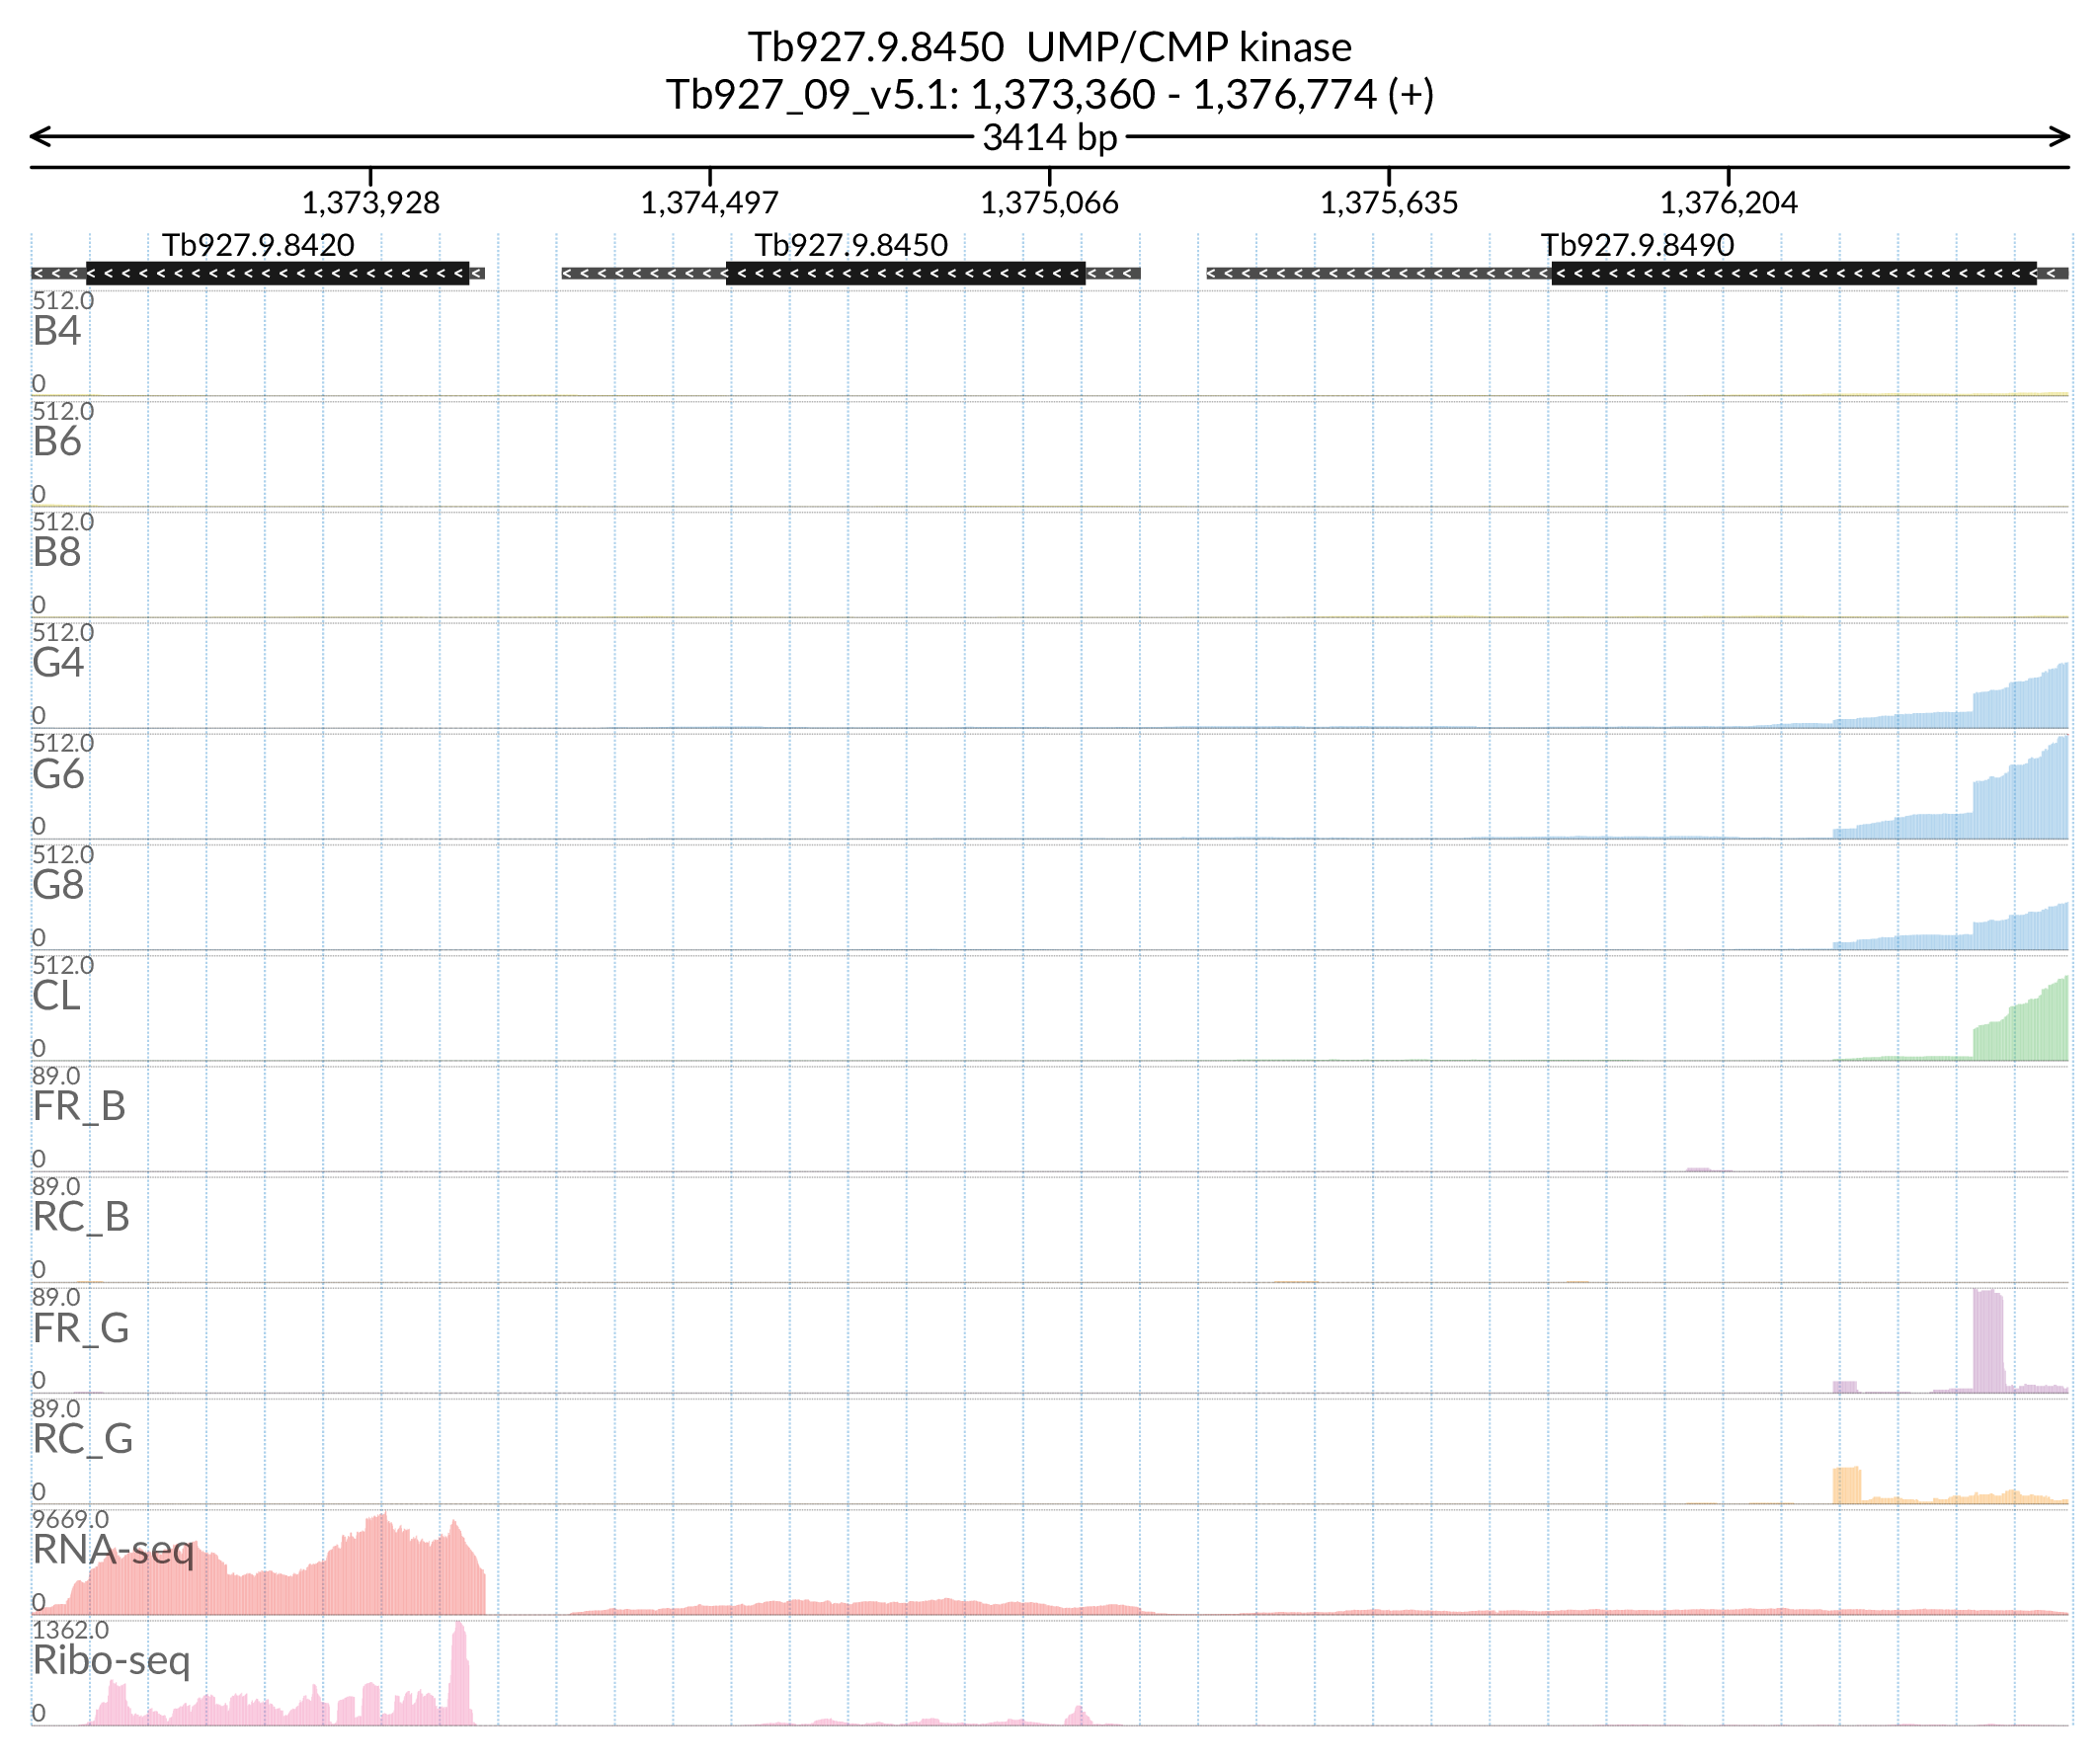 Tb927.9.8450 UMP/CMP kinase
Tb927_09_v5.1: 1,373,360 - 1,376,774 (+)
3414 bp
1,373,928 1,374,497 1,375,066 1,375,635 1,376,204
Tb927.9.8420 Tb927.9.8450 Tb927.9.8490
512.0
B4
0
512.0
B6
0
512.0
B8
0
512.0
G4
0
512.0
G6
0
512.0
G8
0
512.0
CL
0
89.0
FR_B
0
89.0
RC_B
0
89.0
FR_G
0
89.0
RC_G
0
9669.0
RNA-seq
0
1362.0
Ribo-seq
0